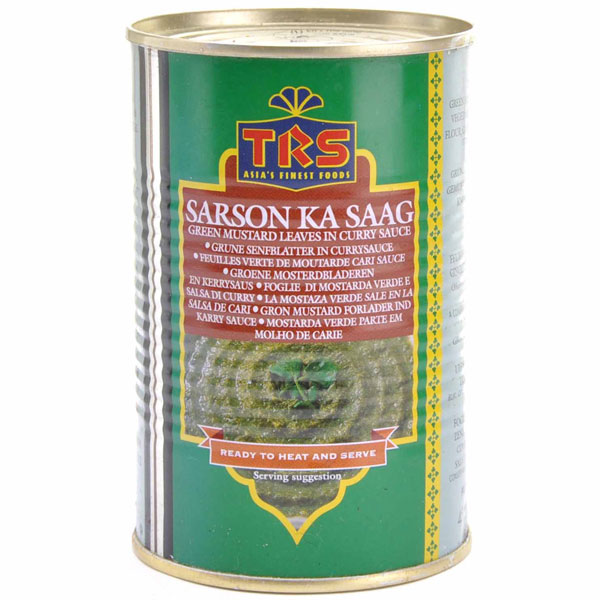 TRS
ASIA'S FINEST FOODS
SARSON KA SAAG
GREEN MUSTARD LEAVES IN CURRY SAUCE
• GRUNE SENFBLATTER IN CURRYSAUCE
• FEUILLES VERTE DE MOUTARDE CARI SAUCE
• GROENE MOSTERDBLADEREN
EN KERRYSAUS • FOGLIE DI MOSTARDA VERDE E
SALSA DI CURRY • LA MOSTAZA VERDE SALE EN LA
SALSA DE CARI • GRON MUSTARD FORLADER IND
KARRY SAUCE • MOSTARDA VERDE PARTE EM
MOLHO DE CARIE
READY TO HEAT AND SERVE
Serving suggestion